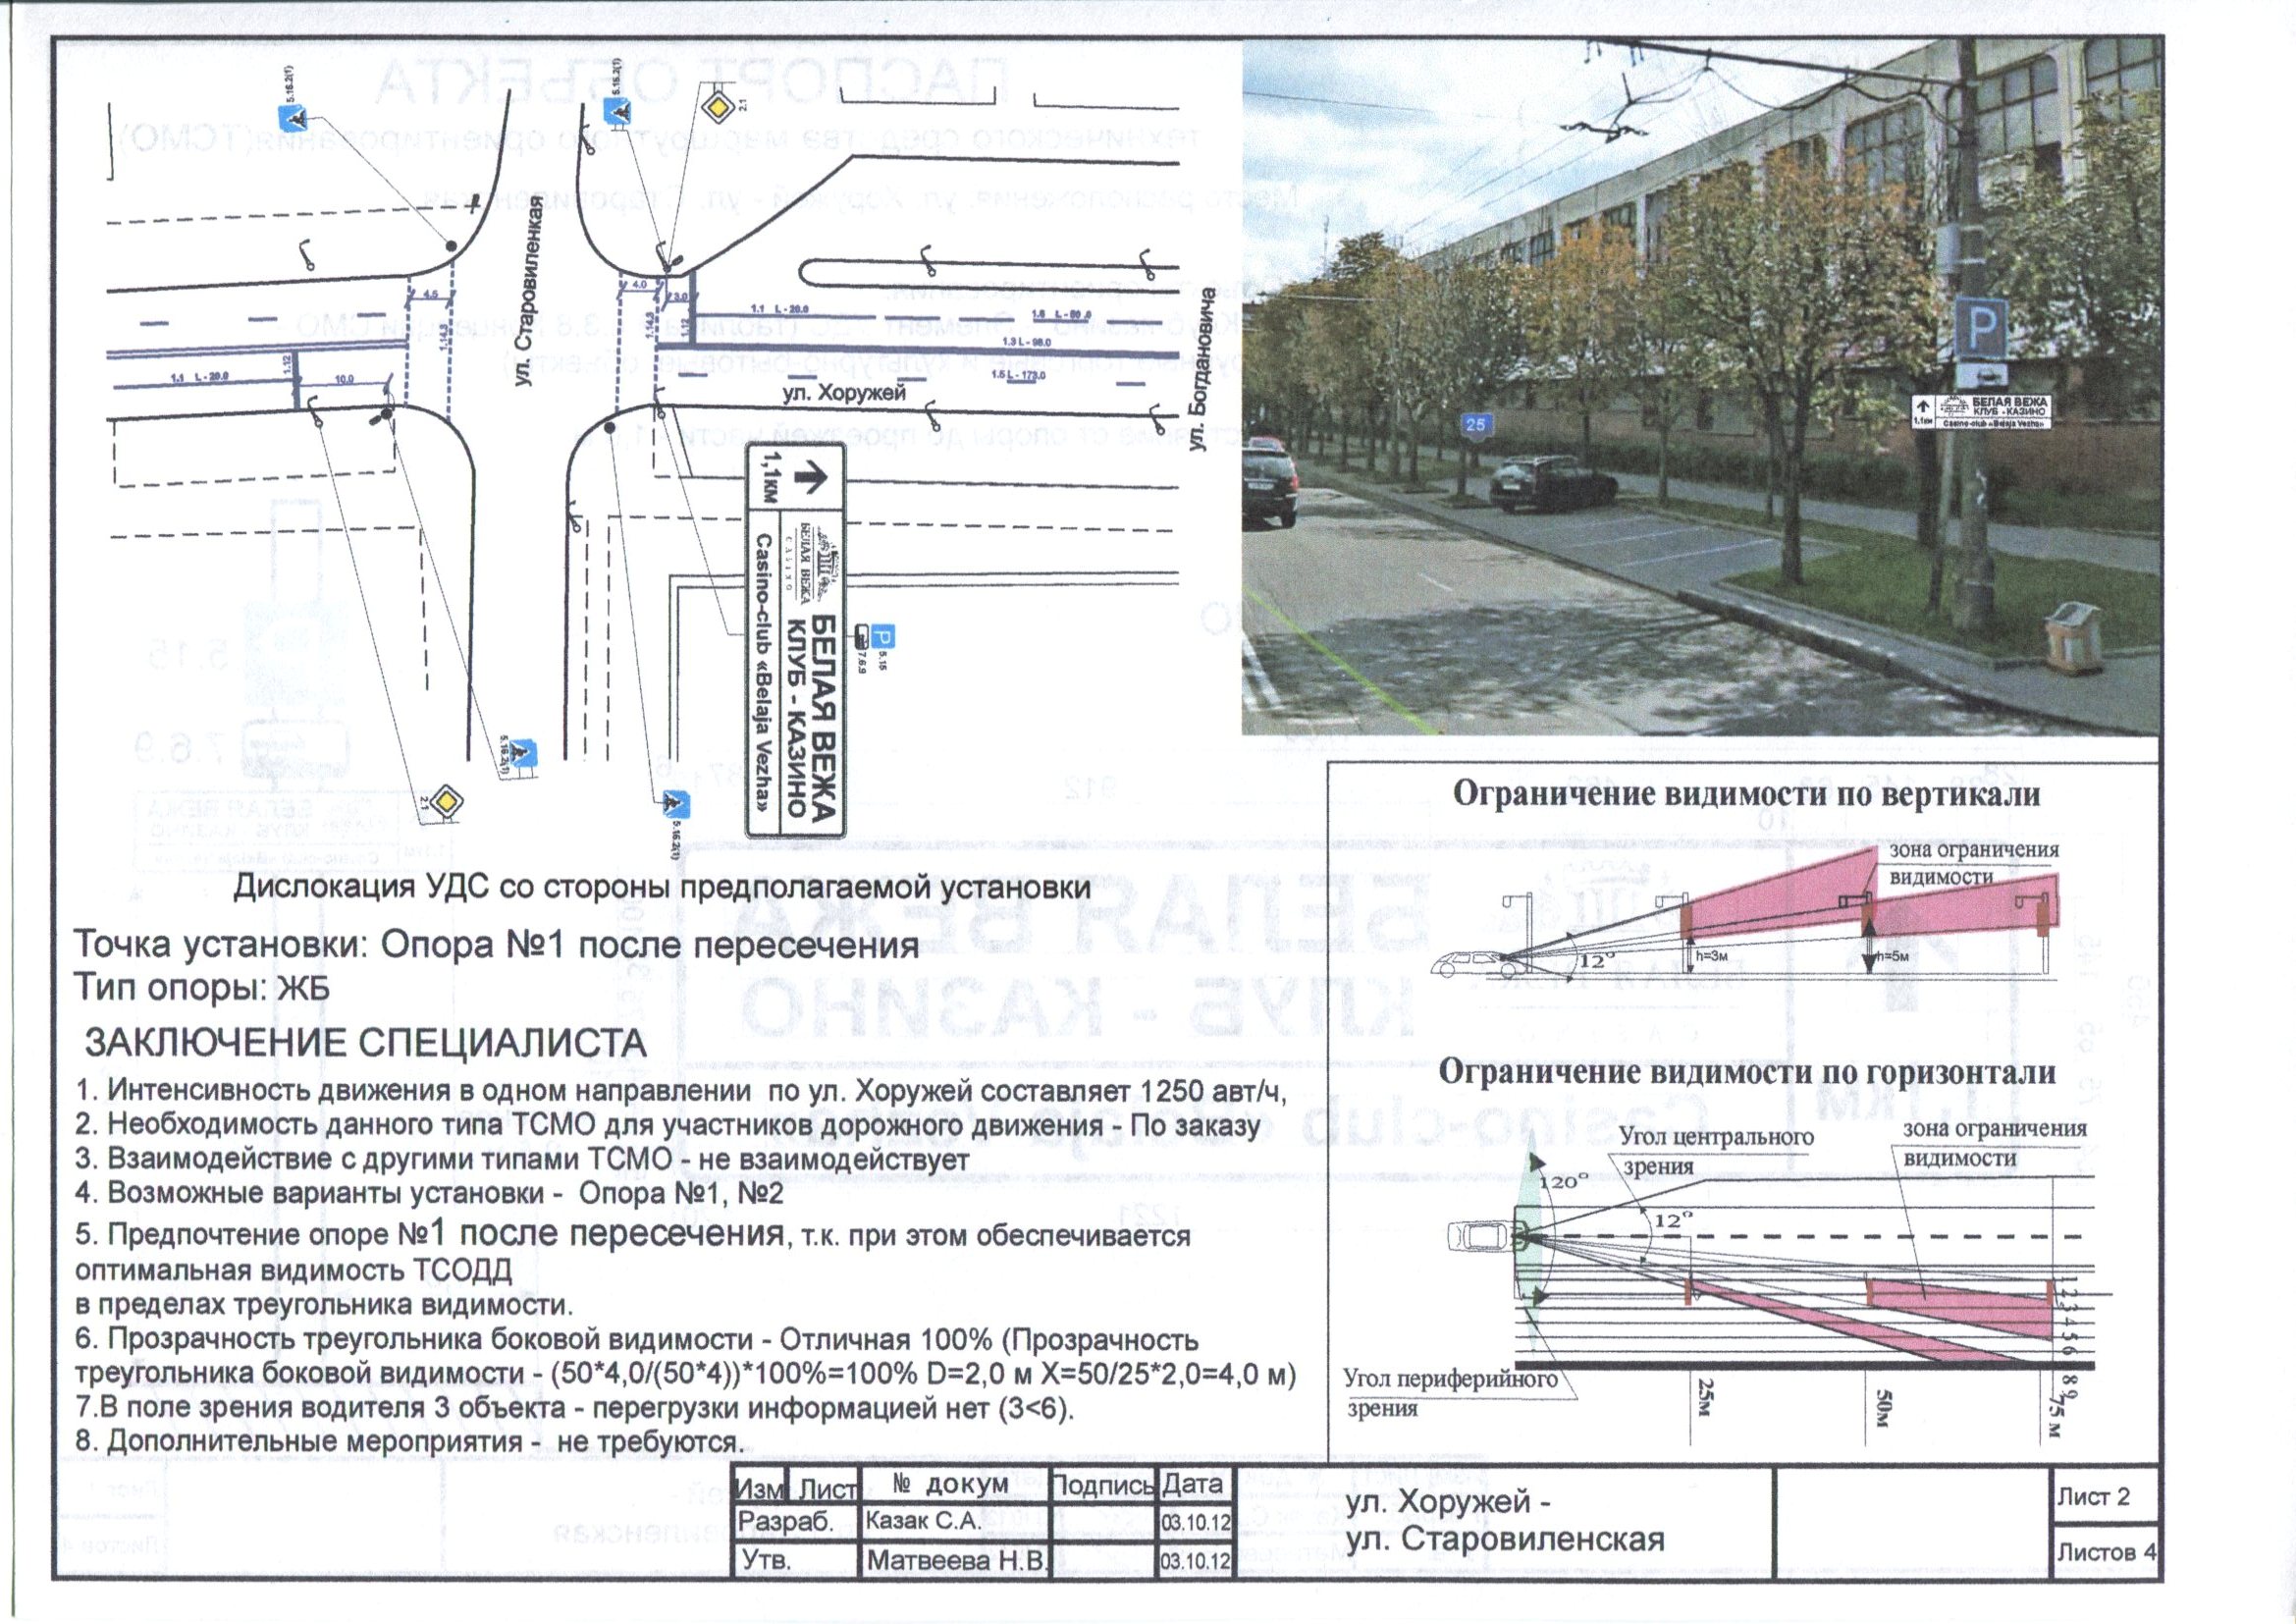 5.16.2(1)
5.16.2(1)
2.1
ул. Старовиленкая
4.5
4.0
3.0
1.14.3
1.14.3
1.12
1.1 L - 20.0
1.3 L - 98.0
1.12
1.1 L - 20.0
10.0
1.5 L - 173.0
ул. Хоружей
ул. Богдановича
1,1км
БЕЛАЯ ВЕЖА
CASINO
БЕЛАЯ ВЕЖА
КЛУБ - КАЗИНО
Casino-club «Belaja Vezha»
P
5.15
7.6.9
5.16.2(1)
2.1
5.16.2(1)
P
25
1,1км
БЕЛАЯ ВЕЖА
КЛУБ - КАЗИНО
Casino-club «Belaja Vezha»
Дислокация УДС со стороны предполагаемой установки
Точка установки: Опора №1 после пересечения
Тип опоры: ЖБ
ЗАКЛЮЧЕНИЕ СПЕЦИАЛИСТА
1. Интенсивность движения в одном направлении по ул. Хоружей составляет 1250 авт/ч,
2. Необходимость данного типа ТСМО для участников дорожного движения - По заказу
3. Взаимодействие с другими типами ТСМО - не взаимодействует
4. Возможные варианты установки - Опора №1, №2
5. Предпочтение опоре №1 после пересечения, т.к. при этом обеспечивается
оптимальная видимость ТСОДД
в пределах треугольника видимости.
6. Прозрачность треугольника боковой видимости - Отличная 100% (Прозрачность
треугольника боковой видимости - (50*4,0/(50*4))*100%=100% D=2,0 м X=50/25*2,0=4,0 м)
7.В поле зрения водителя 3 объекта - перегрузки информацией нет (3<6).
8. Дополнительные мероприятия - не требуются.
Ограничение видимости по вертикали
зона ограничения
видимости
12°
h=3м
h=5м
Ограничение видимости по горизонтали
Угол центрального
зрения
зона ограничения
видимости
120°
12°
1
2
3
4
5
6
8
9
Угол периферийного
зрения
25м
50м
75 м
Изм Лист № докум Подпись Дата
Разраб. Казак С.А. 03.10.12
Утв. Матвеева Н.В. 03.10.12
ул. Хоружей -
ул. Старовиленская
Лист 2
Листов 4